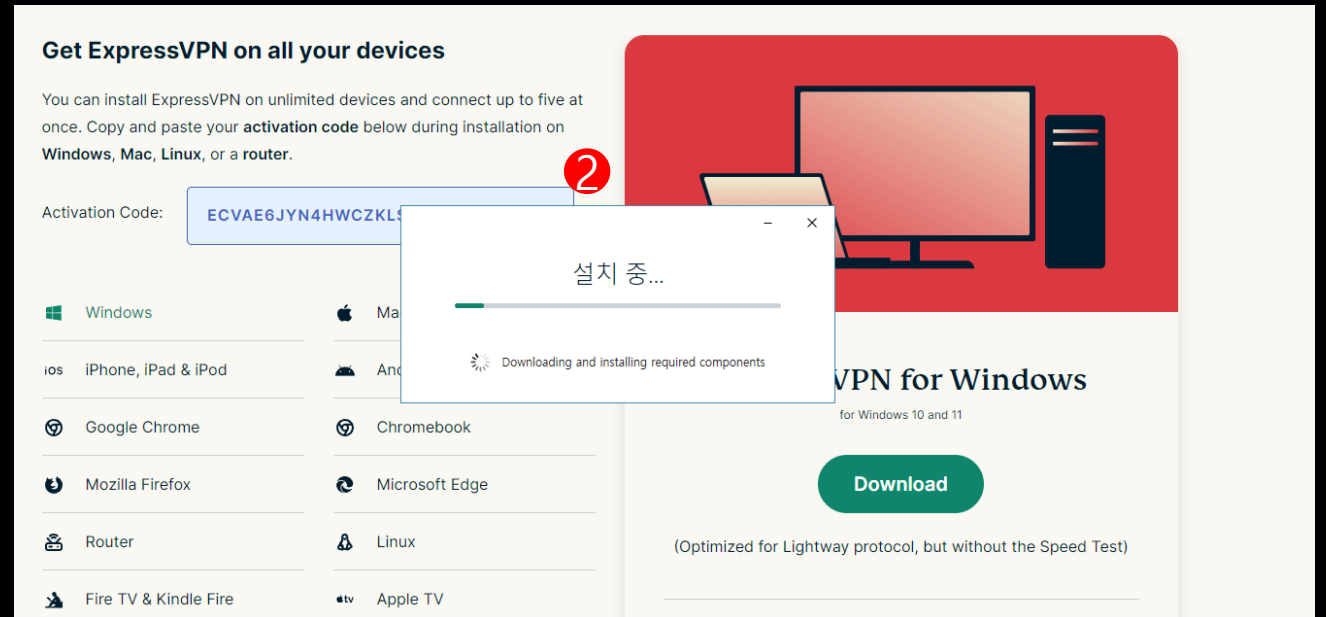 Get ExpressVPN on all your devices
You can install ExpressVPN on unlimited devices and connect up to five at
once. Copy and paste your activation code below during installation on
Windows, Mac, Linux, or a router.
2
Activation Code:
ECVAE6JYN4HWCZKL
설치 중...
Downloading and installing required components
Windows
Ma
iOS
iPhone, iPad & iPod
And
Google Chrome
Chromebook
Mozilla Firefox
Microsoft Edge
Router
Linux
Fire TV & Kindle Fire
tv
Apple TV
VPN for Windows
for Windows 10 and 11
Download
(Optimized for Lightway protocol, but without the Speed Test)